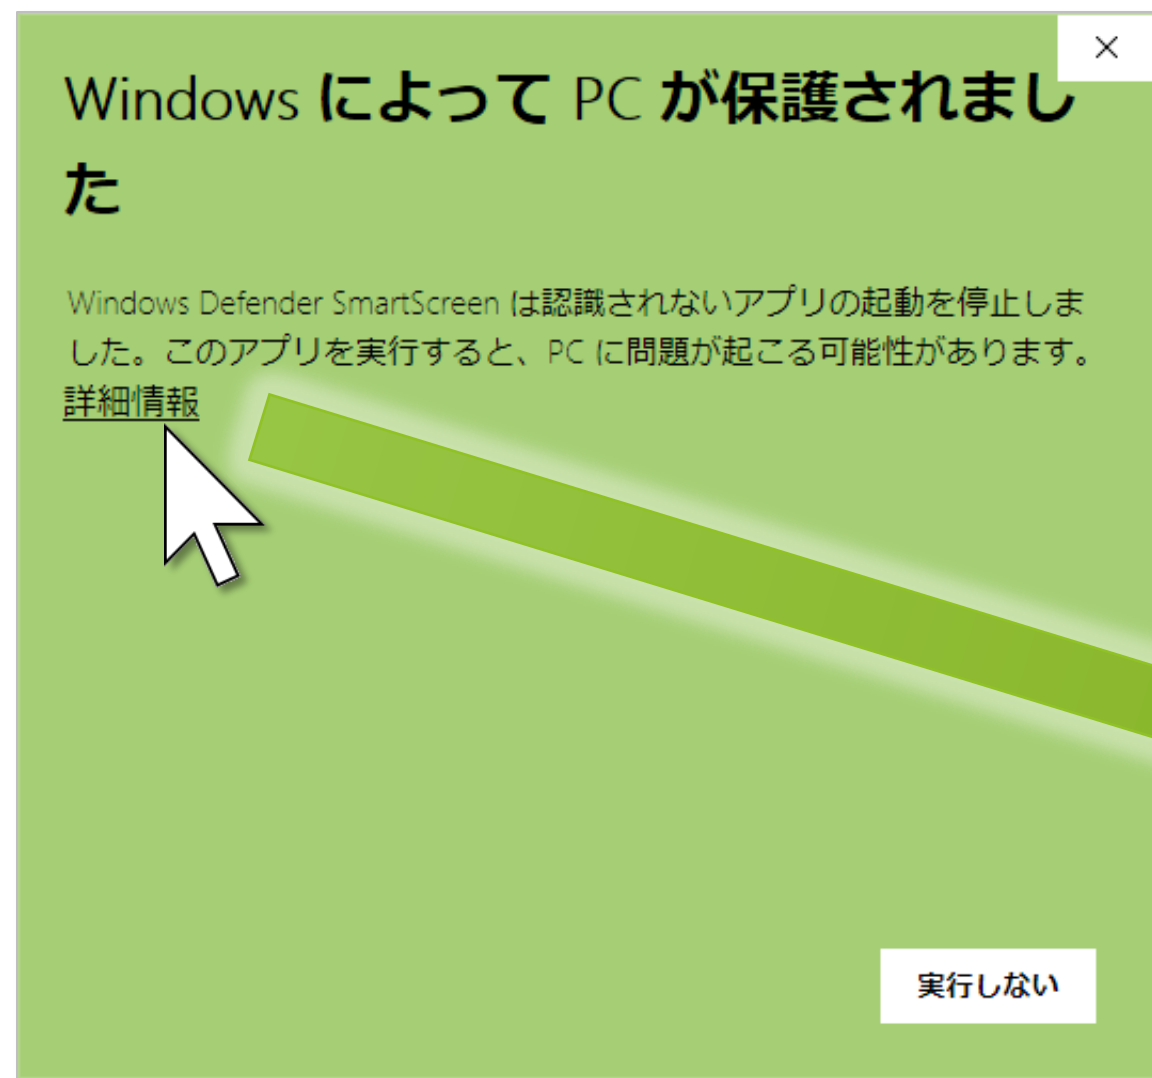 Windows によって PC が保護されまし
た
Windows Defender SmartScreen は認識されないアプリの起動を停止しま
した。このアプリを実行すると、PC に問題が起こる可能性があります。
詳細情報
実行しない